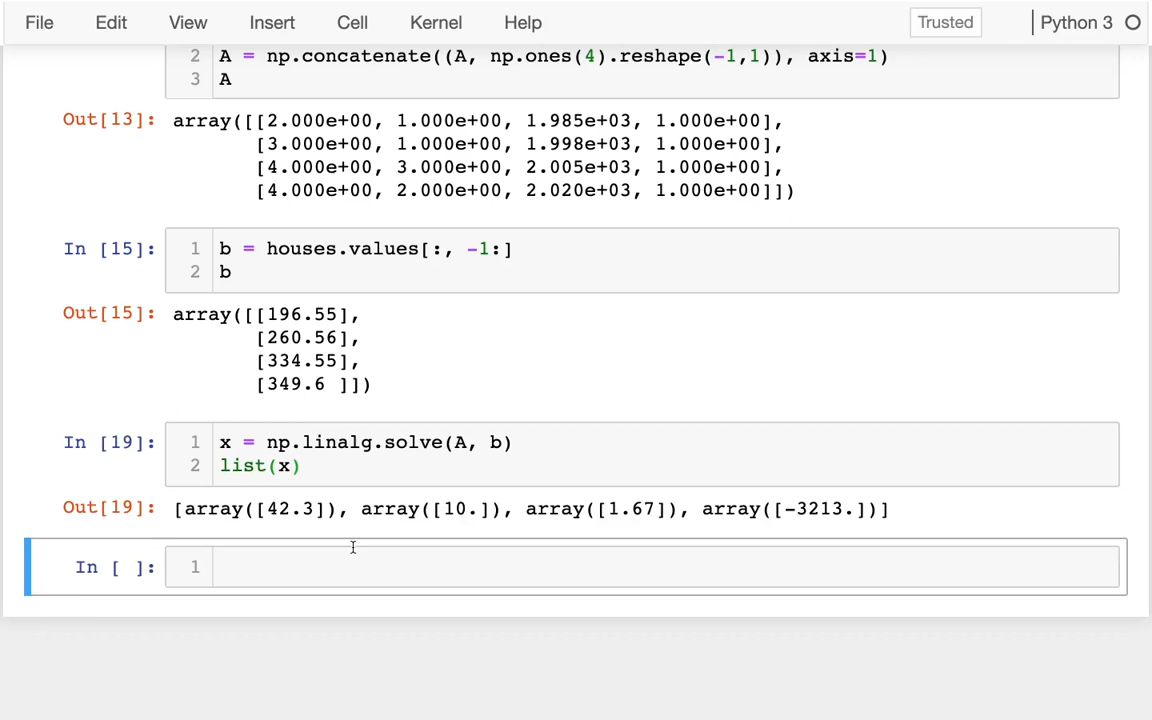 File Edit View Insert Cell Kernel Help Trusted Python 3
2 A = np.concatenate((A, np.ones(4).reshape(-1,1)), axis=1)
3 A
Out[13]: array([[2.000e+00, 1.000e+00, 1.985e+03, 1.000e+00],
[3.000e+00, 1.000e+00, 1.998e+03, 1.000e+00],
[4.000e+00, 3.000e+00, 2.005e+03, 1.000e+00],
[4.000e+00, 2.000e+00, 2.020e+03, 1.000e+00]])
In [15]: 1 b = houses.values[:, -1:]
2 b
Out[15]: array([[196.55],
[260.56],
[334.55],
[349.6 ]])
In [19]: 1 x = np.linalg.solve(A, b)
2 list(x)
Out[19]: [array([42.3]), array([10.]), array([1.67]), array([-3213.])]
In [ ]: 1